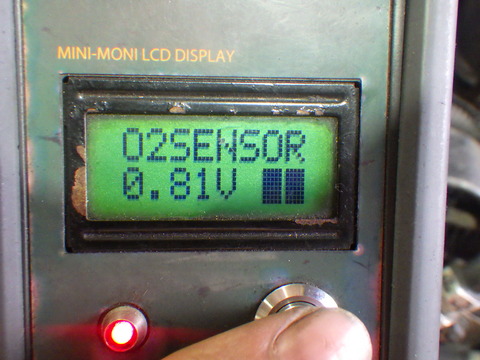 MINI-MONI LCD DISPLAY
O2SENSOR
0.81V